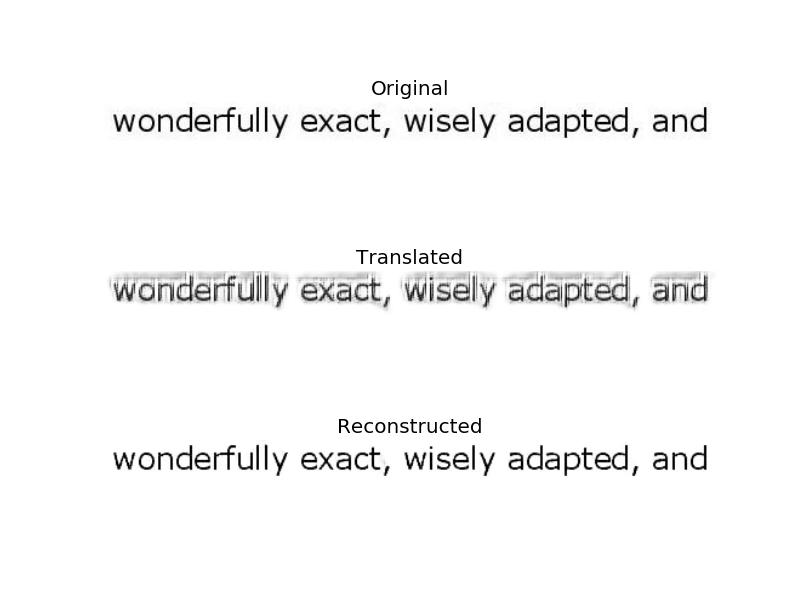 Original
wonderfully exact, wisely adapted, and
Translated
wonderfully exact, wisely adapted, and
Reconstructed
wonderfully exact, wisely adapted, and